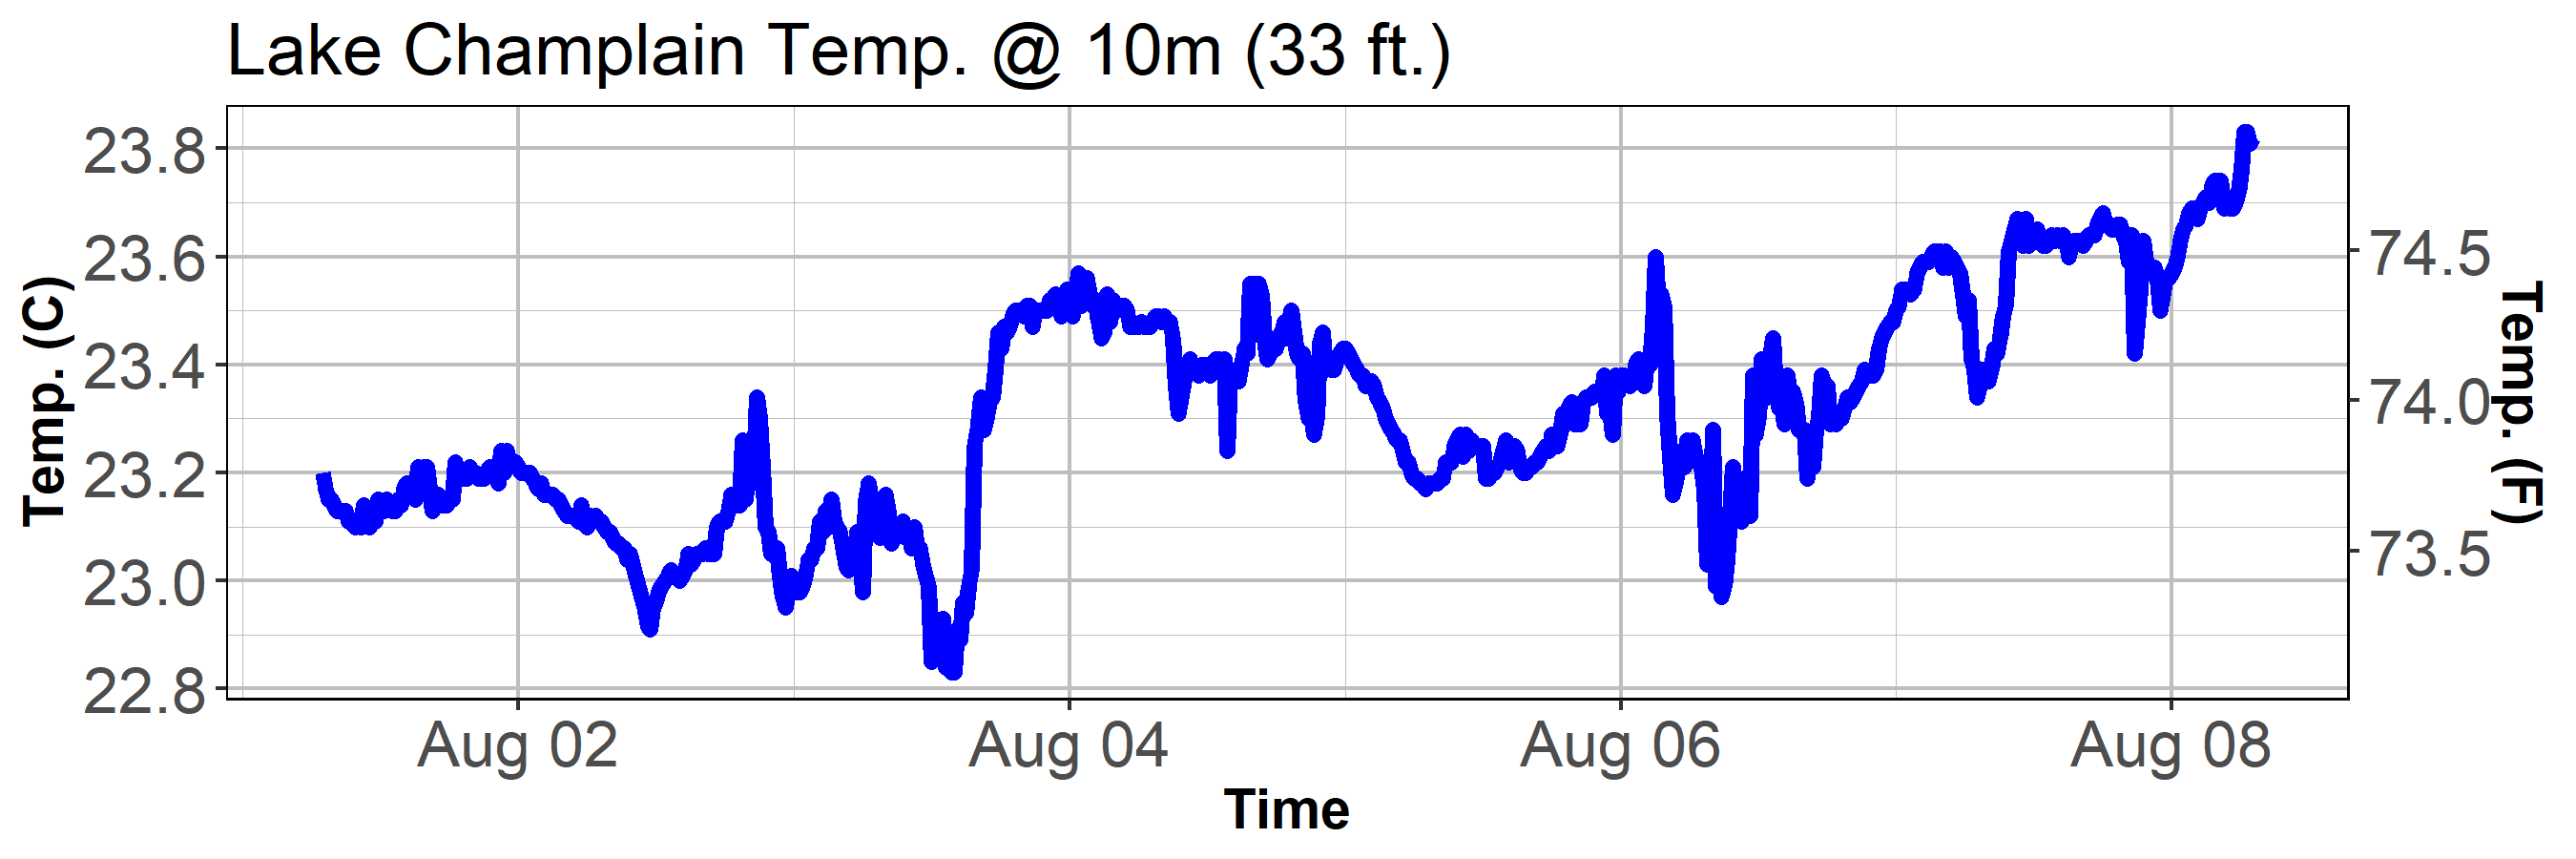 Lake Champlain Temp. @ 10m (33 ft.)
Temp. (C)
23.8
23.6
23.4
23.2
23.0
22.8
74.5
74.0
73.5
Temp. (F)
Aug 02 Aug 04 Aug 06 Aug 08
Time